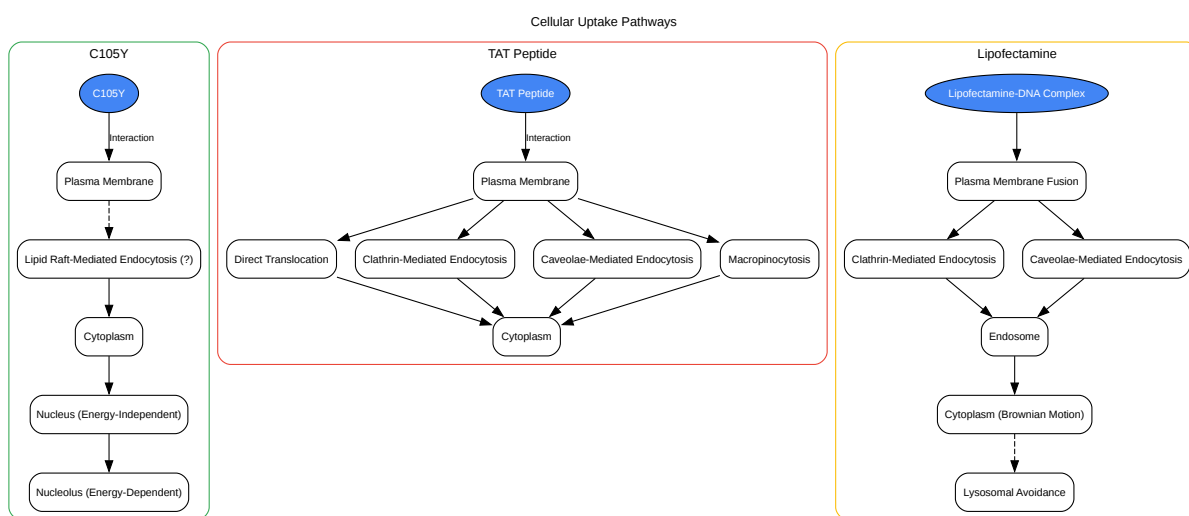 Cellular Uptake Pathways
C105Y
C105Y
Interaction
Plasma Membrane
Lipid Raft-Mediated Endocytosis (?)
Cytoplasm
Nucleus (Energy-Independent)
Nucleolus (Energy-Dependent)
TAT Peptide
TAT Peptide
Interaction
Plasma Membrane
Direct Translocation
Clathrin-Mediated Endocytosis
Caveolae-Mediated Endocytosis
Macropinocytosis
Cytoplasm
Lipofectamine
Lipofectamine-DNA Complex
Plasma Membrane Fusion
Clathrin-Mediated Endocytosis
Caveolae-Mediated Endocytosis
Endosome
Cytoplasm (Brownian Motion)
Lysosomal Avoidance